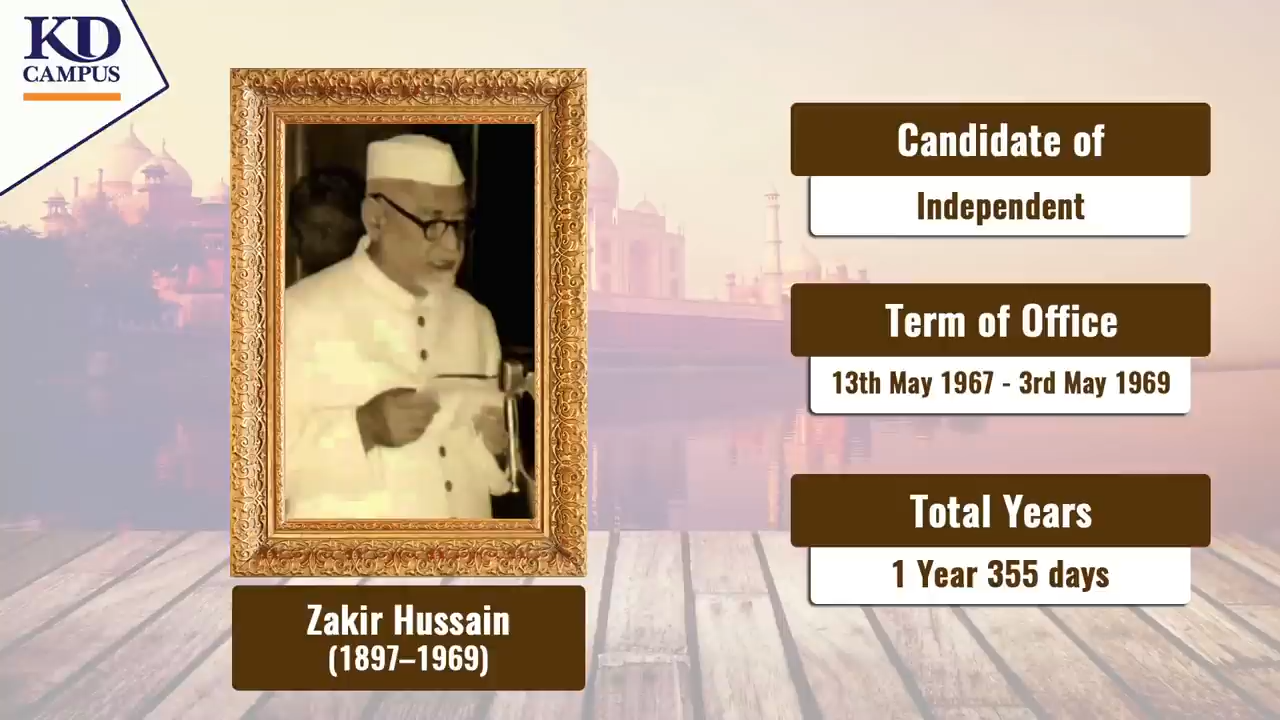 KD
CAMPUS
Zakir Hussain
(1897–1969)
Candidate of
Independent
Term of Office
13th May 1967 - 3rd May 1969
Total Years
1 Year 355 days